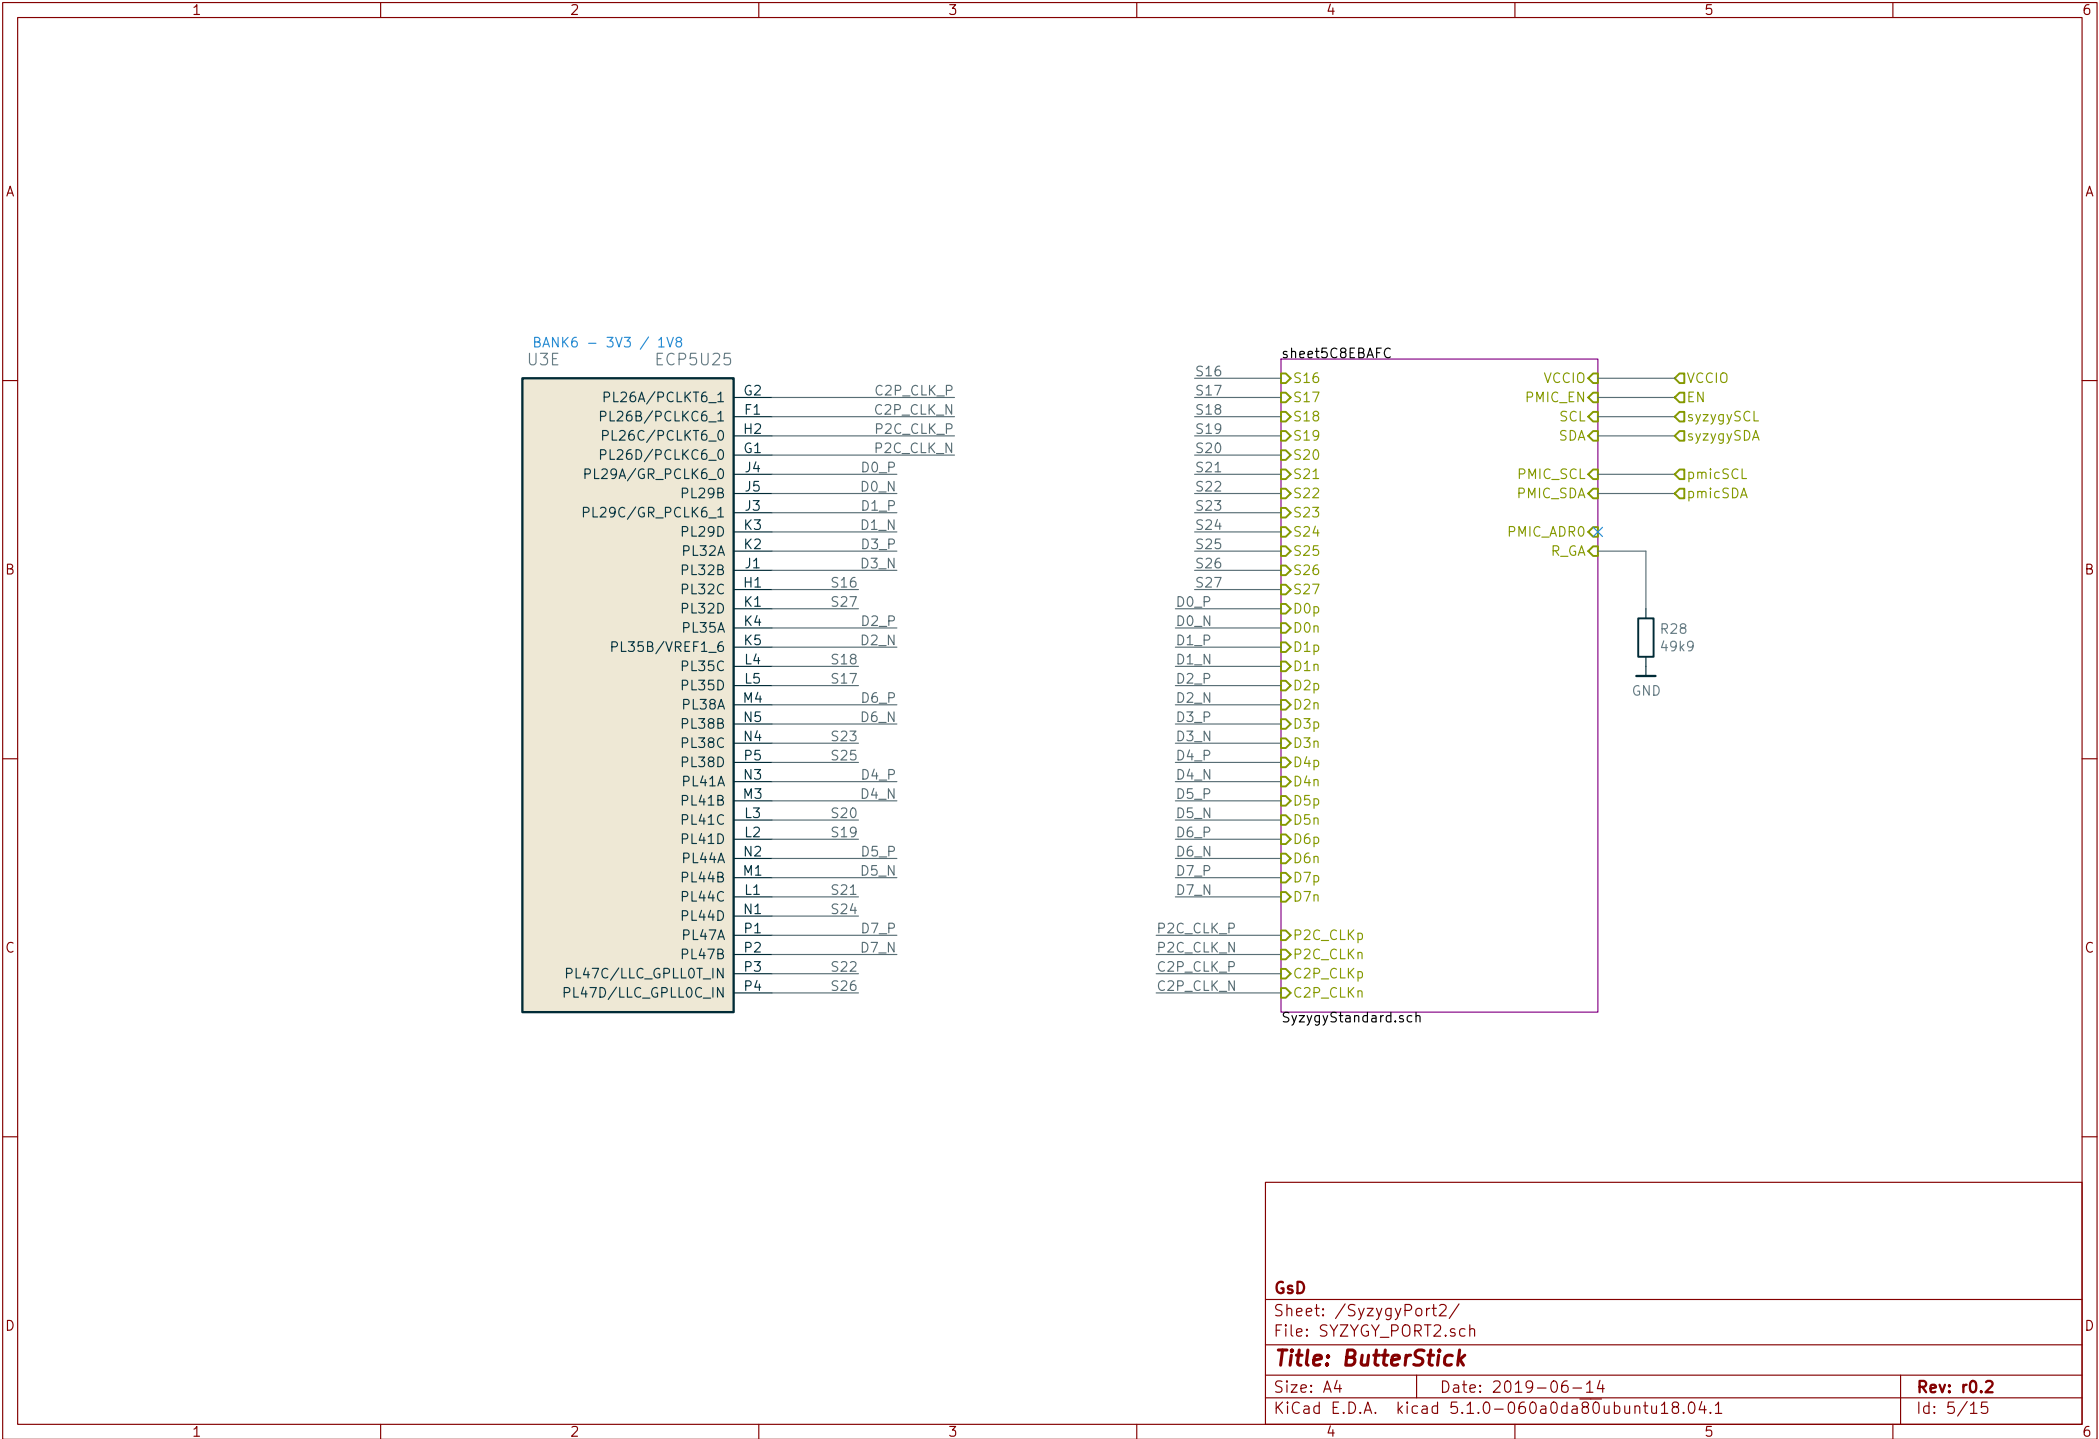 1 2 3 4 5 6
A A
BANK6 - 3V3 / 1V8
U3E ECP5U25
PL26A/PCLKT6_1 G2 C2P_CLK_P
PL26B/PCLKC6_1 F1 C2P_CLK_N
PL26C/PCLKT6_0 H2 P2C_CLK_P
PL26D/PCLKC6_0 G1 P2C_CLK_N
PL29A/GR_PCLK6_0 J4 D0_P
PL29B J5 D0_N
PL29C/GR_PCLK6_1 J3 D1_P
PL29D K3 D1_N
PL32A K2 D3_P
PL32B J1 D3_N
PL32C H1 S16
PL32D K1 S27
PL35A K4 D2_P
PL35B/VREF1_6 K5 D2_N
PL35C L4 S18
PL35D L5 S17
PL38A M4 D6_P
PL38B N5 D6_N
PL38C N4 S23
PL38D P5 S25
PL41A N3 D4_P
PL41B M3 D4_N
PL41C L3 S20
PL41D L2 S19
PL44A N2 D5_P
PL44B M1 D5_N
PL44C L1 S21
PL44D N1 S24
PL47A P1 D7_P
PL47B P2 D7_N
PL47C/LLC_GPLL0T_IN P3 S22
PL47D/LLC_GPLL0C_IN P4 S26
sheet5C8EBAFC
S16 S16 VCCIO VCCIO
S17 S17 PMIC_EN EN
S18 S18 SCL syzygySCL
S19 S19 SDA syzygySDA
S20 S20
S21 S21 PMIC_SCL pmicSCL
S22 S22 PMIC_SDA pmicSDA
S23 S23
S24 S24 PMIC_ADR0
S25 S25 R_GA
S26 S26
S27 S27
D0_P D0p
D0_N D0n
D1_P D1p
D1_N D1n
D2_P D2p
D2_N D2n
D3_P D3p
D3_N D3n
D4_P D4p
D4_N D4n
D5_P D5p
D5_N D5n
D6_P D6p
D6_N D6n
D7_P D7p
D7_N D7n
P2C_CLK_P P2C_CLKp
P2C_CLK_N P2C_CLKn
C2P_CLK_P C2P_CLKp
C2P_CLK_N C2P_CLKn
SyzygyStandard.sch
R28
49k9
GND
B B
C C
D D
GsD
Sheet: /SyzygyPort2/
File: SYZYGY_PORT2.sch
Title: ButterStick
Size: A4 Date: 2019-06-14 Rev: r0.2
KiCad E.D.A. kicad 5.1.0-060a0da80ubuntu18.04.1 Id: 5/15
1 2 3 4 5 6